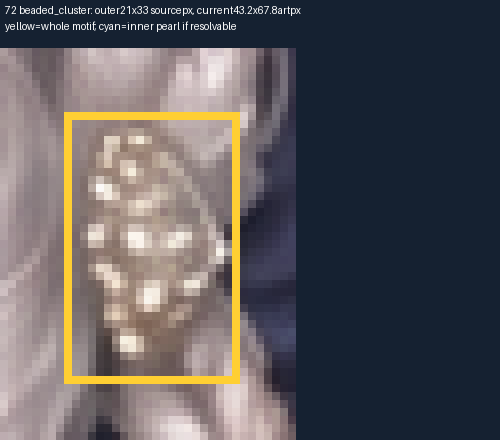 72 beaded_cluster: outer21x33 sourcepx, current43.2x67.8artpx
yellow=whole motif; cyan=inner pearl if resolvable